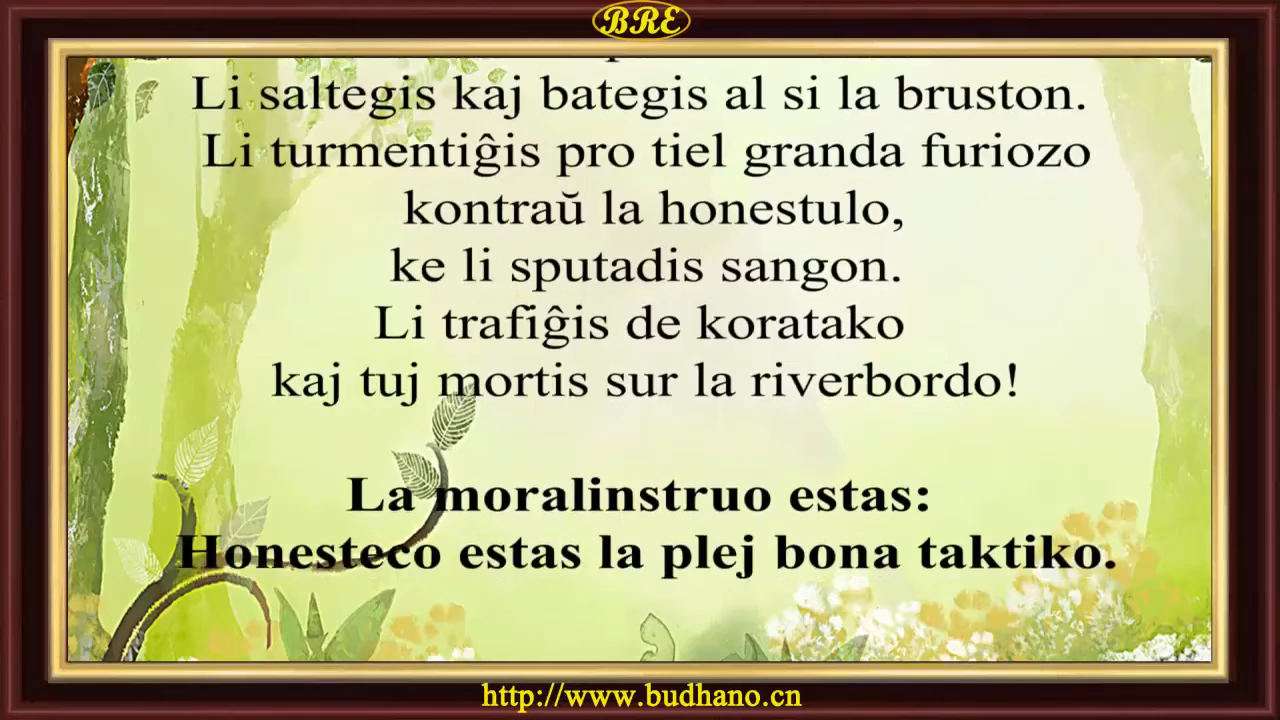 BRE
Li saltegis kaj bategis al si la bruston.
Li turmentiĝis pro tiel granda furiozo
kontraŭ la honestulo,
ke li sputadis sangon.
Li trafiĝis de koratako
kaj tuj mortis sur la riverbordo!
La moralinstruo estas:
Honesteco estas la plej bona taktiko.
http://www.budhano.cn